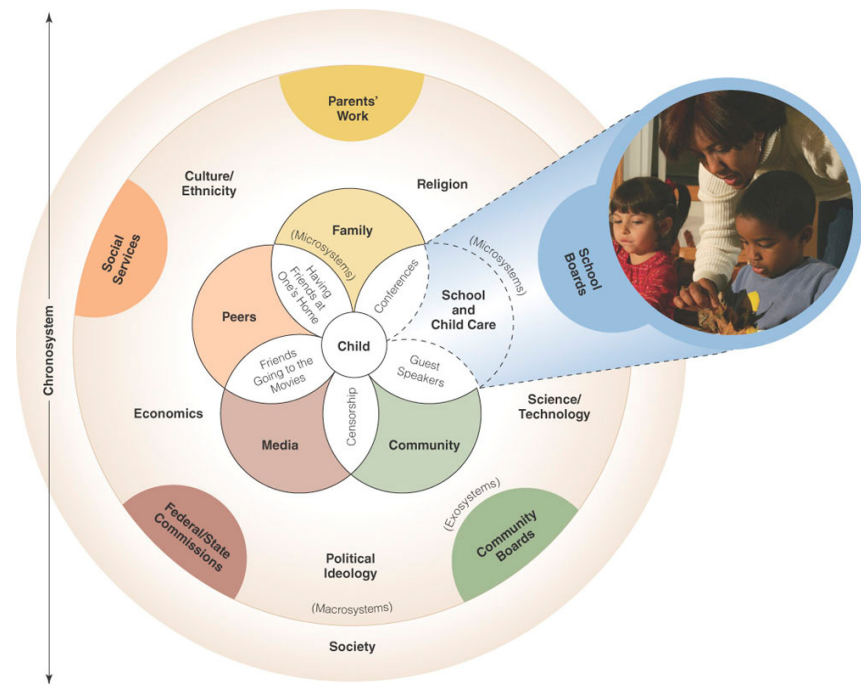 Parents'
Work
Culture/
Ethnicity
Religion
Family
(Microsystems)
(Microsystems)
Social
Services
School
Boards
Having
Friends at
One's Home
Conferences
School
and
Child Care
Peers
Child
Chronosystem
Friends
Going to the
Movies
Guest
Speakers
Economics
Science/
Technology
Media
Censorship
Community
(Exosystems)
Federal/State
Commissions
Community
Boards
Political
Ideology
(Macrosystems)
Society